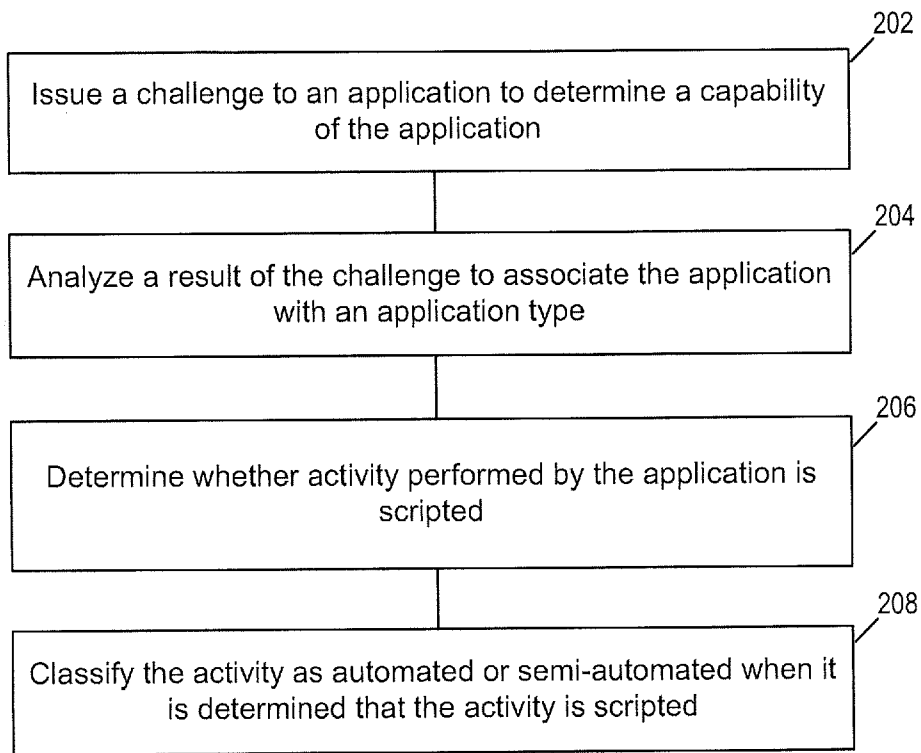 202
Issue a challenge to an application to determine a capability
of the application
204
Analyze a result of the challenge to associate the application
with an application type
206
Determine whether activity performed by the application is
scripted
208
Classify the activity as automated or semi-automated when it
is determined that the activity is scripted